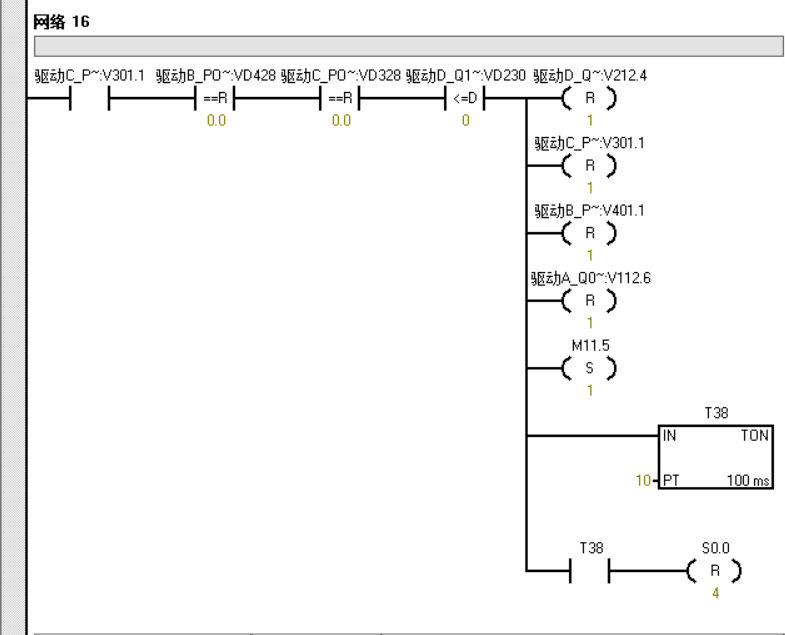 网络 16
驱动C_P~:V301.1 驱动B_PO~:VD428 驱动C_PO~:VD328 驱动D_Q1~:VD230 驱动D_Q~:V212.4
==R ==R <=D R
0.0 0.0 0 1
驱动C_P~:V301.1
R
1
驱动B_P~:V401.1
R
1
驱动A_Q0~:V112.6
R
1
M11.5
S
1
T38
IN TON
10 PT 100 ms
T38 S0.0
R
4